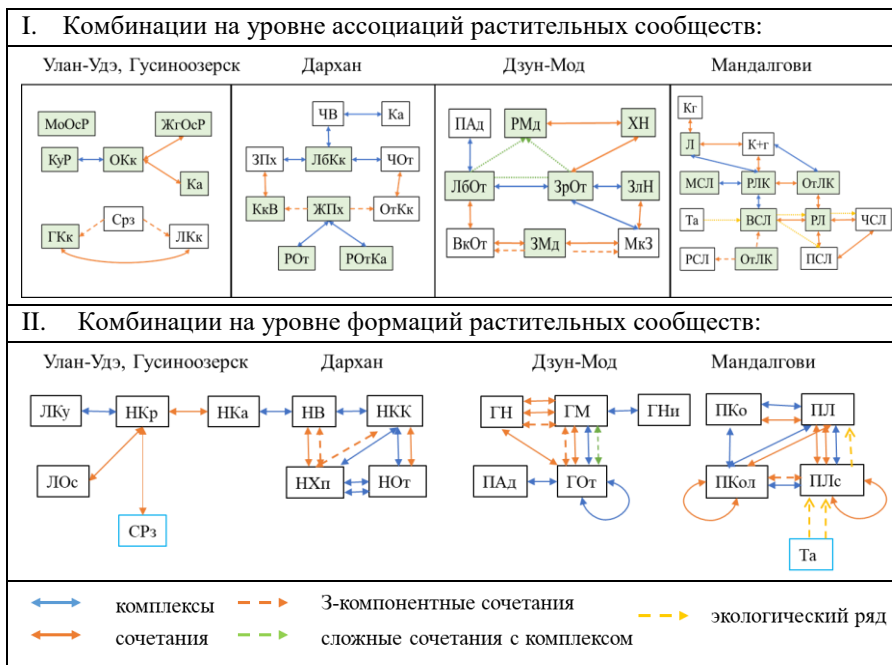 I. Комбинации на уровне ассоциаций растительных сообществ:
Улан-Удэ, Гусиноозерск
МоОсР
ЖгОсР
КуР
ОКк
Ка
Срз
ГКк
ЛКк
Дархан
ЧВ
Ка
ЗПх
ЛбКк
ЧОт
КкВ
ЖПх
ОтКк
РОт
РОтКа
Дзун-Мод
ПАд
РМд
ХН
ЛбОт
ЗрОт
ЗлН
ВкОт
ЗМд
МкЗ
Мандалгови
Кг
Л
К+г
МСЛ
РЛК
ОтЛК
Та
ВСЛ
РЛ
ЧСЛ
РСЛ
ОтЛК
ПСЛ
II. Комбинации на уровне формаций растительных сообществ:
Улан-Удэ, Гусиноозерск
Дархан
Дзун-Мод
Мандалгови
ЛКу
НКр
НКа
НВ
НКК
ЛОс
НХп
НОт
СРз
ГН
ГМ
ГНи
ПАд
ГОт
ПКо
ПЛ
ПКол
ПЛс
Та
комплексы
сочетания
3-компонентные сочетания
сложные сочетания с комплексом
экологический ряд